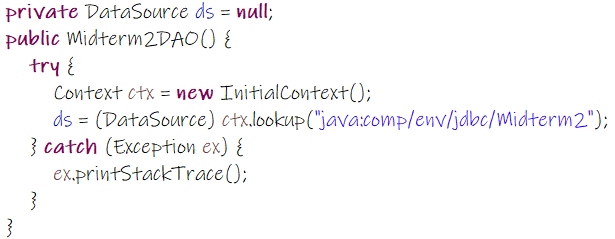 private DataSource ds = null;
public Midterm2DAO() {
try {
Context ctx = new InitialContext();
ds = (DataSource) ctx.lookup("java:comp/env/jdbc/Midterm2");
} catch (Exception ex) {
ex.printStackTrace();
}
}